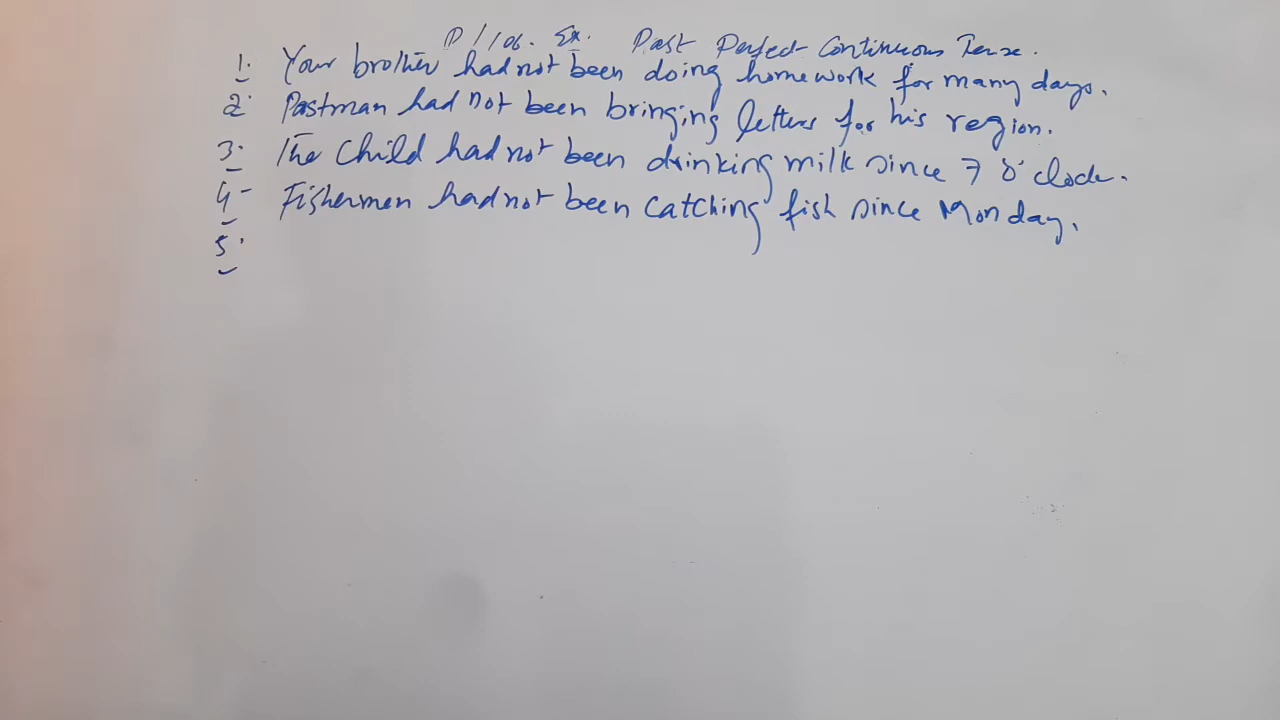 P/106. Ex. Past Perfect Continuous Tense.
1. Your brother had not been doing homework for many days.
2. Postman had not been bringing letters for his region.
3. The child had not been drinking milk since 7 o'clock.
4- Fishermen had not been catching fish since Monday.
5.